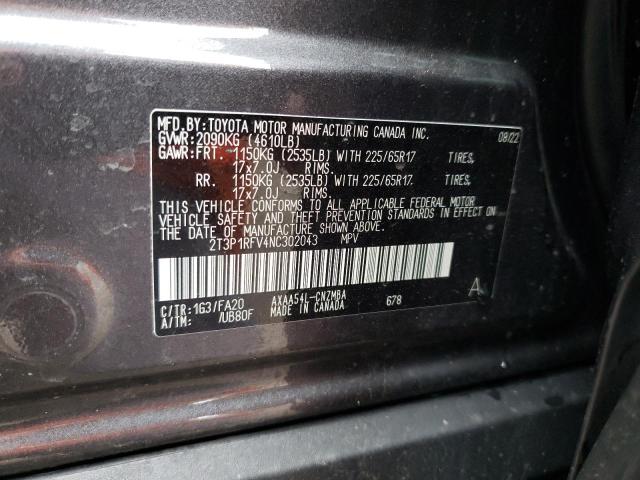 MFD.BY:TOYOTA MOTOR MANUFACTURING CANADA INC. 08/22
GVWR:2090KG (4610LB)
GAWR:FRT. 1150KG (2535LB) WITH 225/65R17 TIRES,
17x7.0J RIMS.
RR. 1150KG (2535LB) WITH 225/65R17 TIRES,
17x7.0J RIMS.
THIS VEHICLE CONFORMS TO ALL APPLICABLE FEDERAL MOTOR
VEHICLE SAFETY AND THEFT PREVENTION STANDARDS IN EFFECT
ON THE DATE OF MANUFACTURE SHOWN ABOVE.
2T3P1RFV4NC302043 MPV
C/TR:1G3/FA20 AXAA54L-CNZMBA 678 A
A/TM: /UB80F MADE IN CANADA